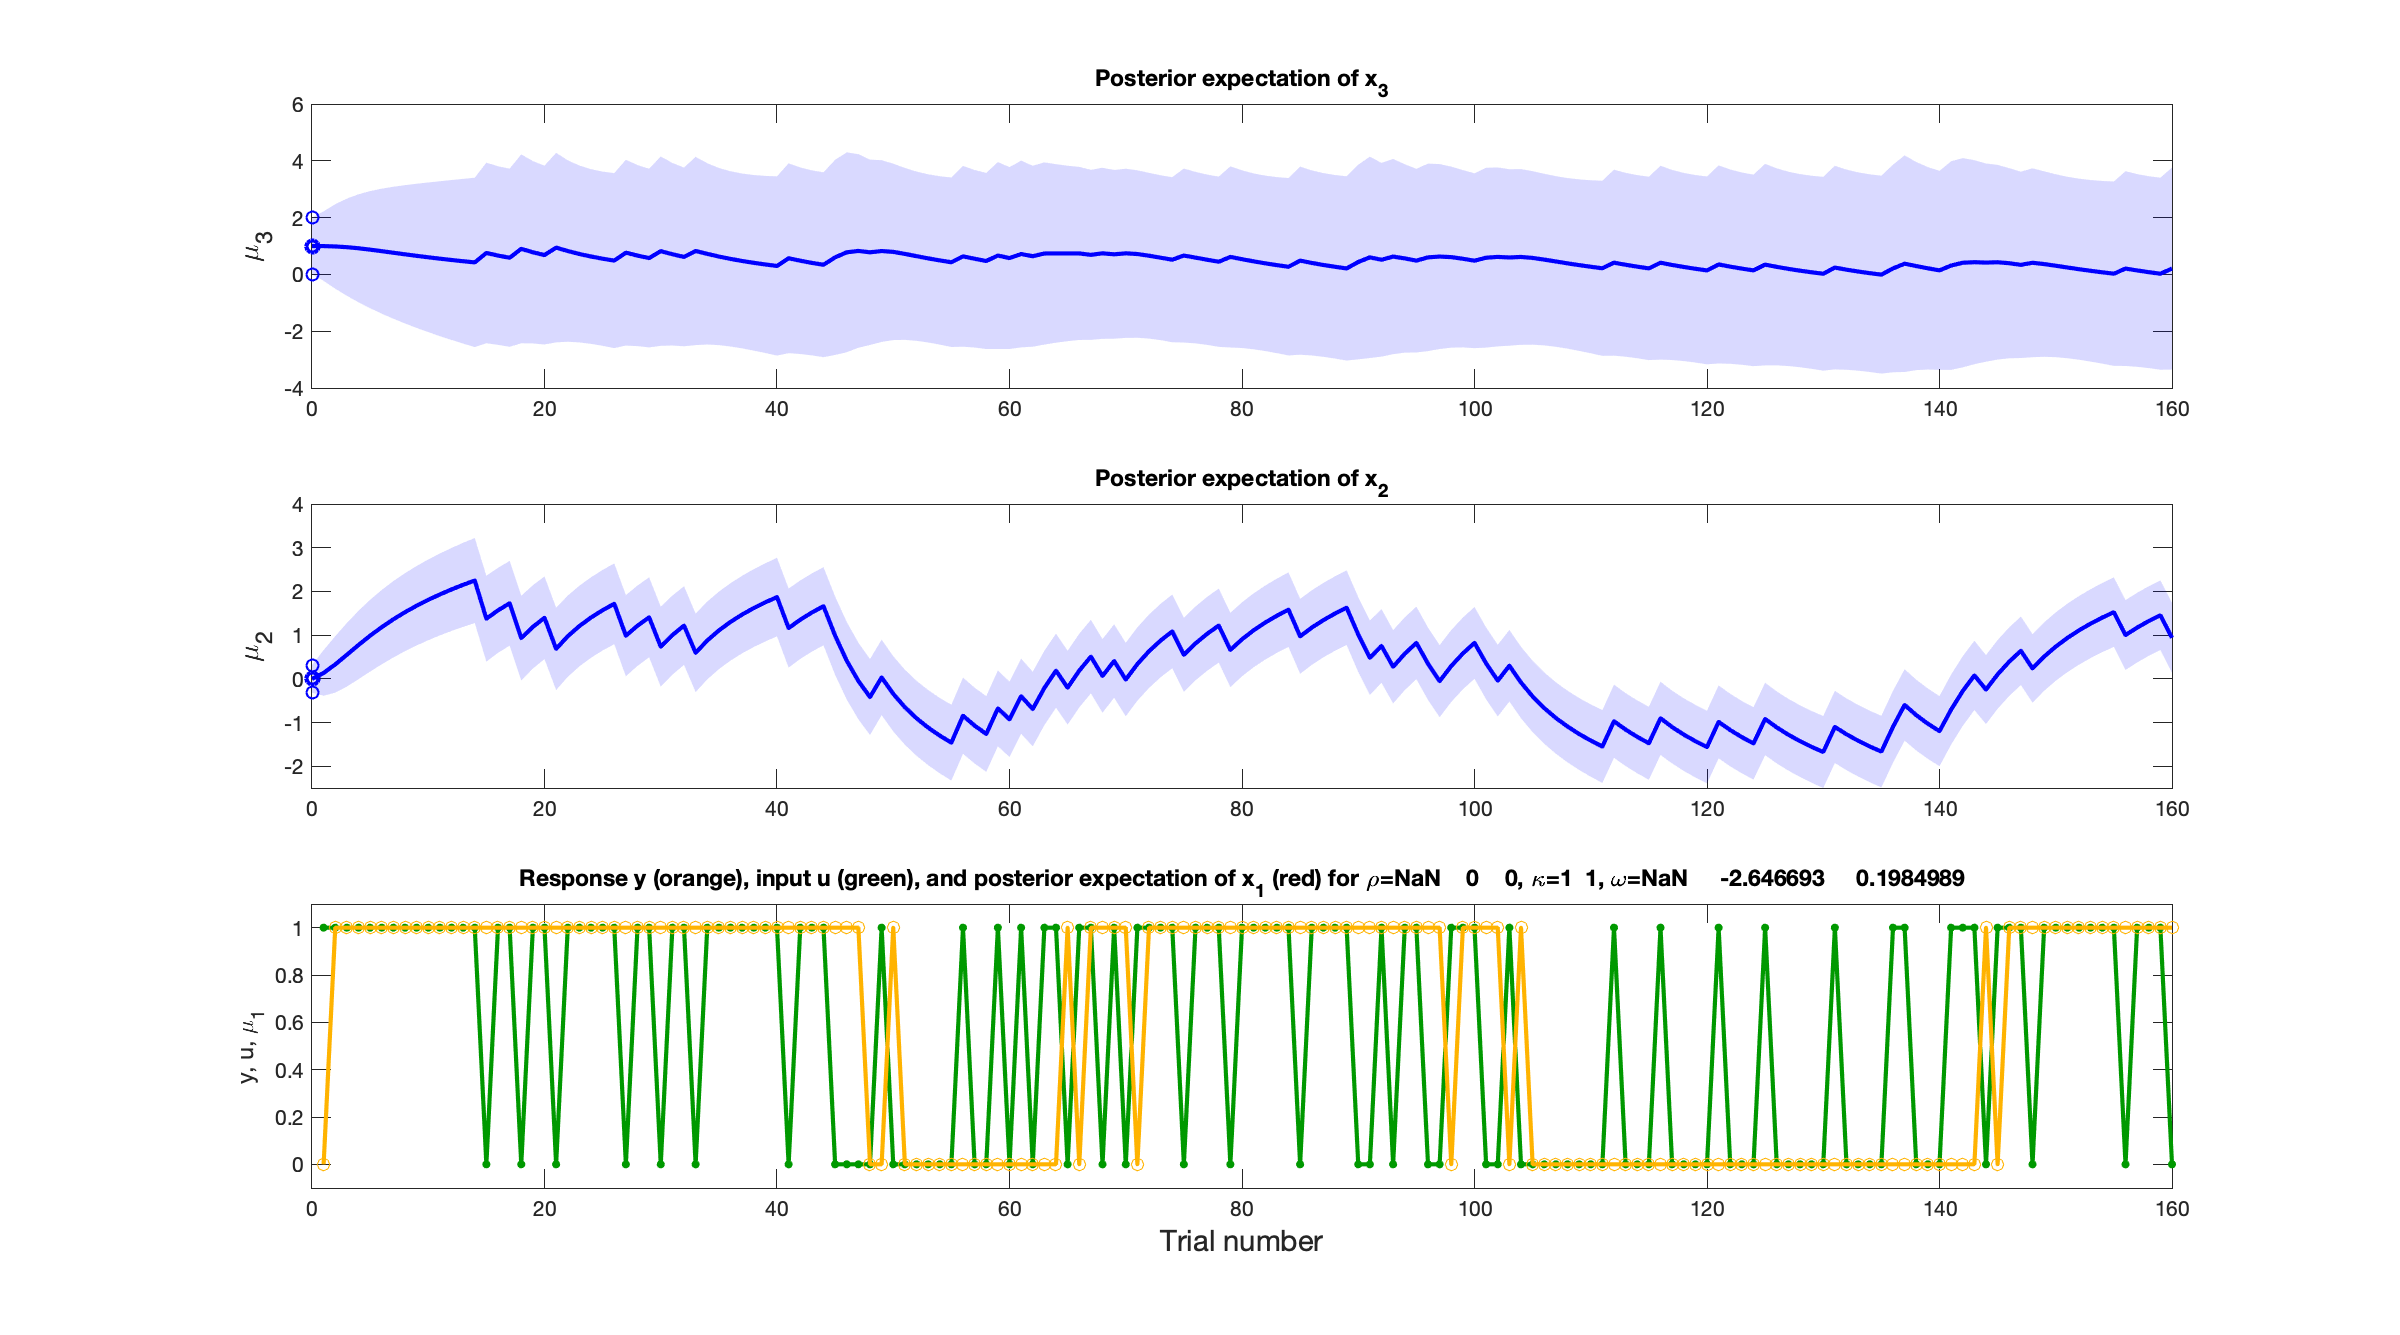 Posterior expectation of x3
6
4
2
0
-2
-4
μ3
0 20 40 60 80 100 120 140 160
Posterior expectation of x2
4
3
2
1
0
-1
-2
μ2
0 20 40 60 80 100 120 140 160
Response y (orange), input u (green), and posterior expectation of x1 (red) for ρ=NaN 0 0, κ=1 1, ω=NaN -2.646693 0.1984989
1
0.8
0.6
0.4
0.2
0
y, u, μ1
0 20 40 60 80 100 120 140 160
Trial number